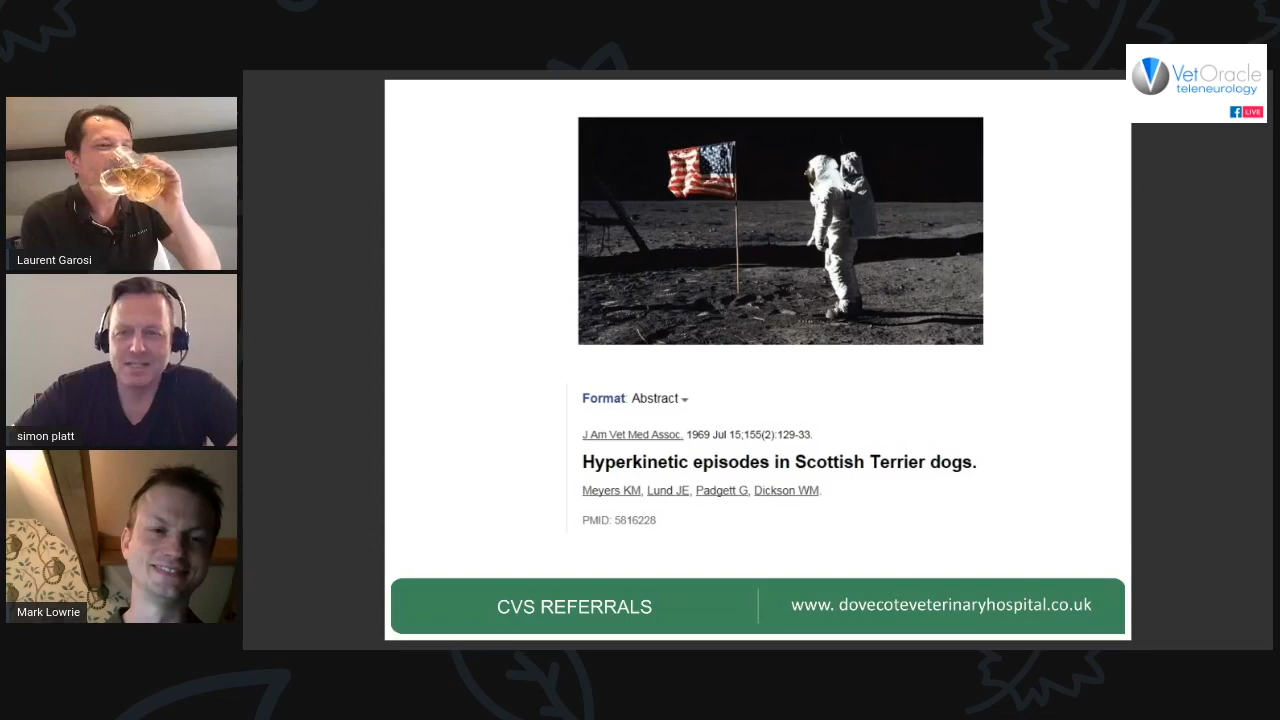 VetOracle
teleneurology
LIVE
Laurent Garosi
simon platt
Mark Lowrie
Format: Abstract
J Am Vet Med Assoc. 1969 Jul 15;155(2):129-33.
Hyperkinetic episodes in Scottish Terrier dogs.
Meyers KM, Lund JE, Padgett G, Dickson WM.
PMID: 5816228
CVS REFERRALS
www. dovecoteveterinaryhospital.co.uk